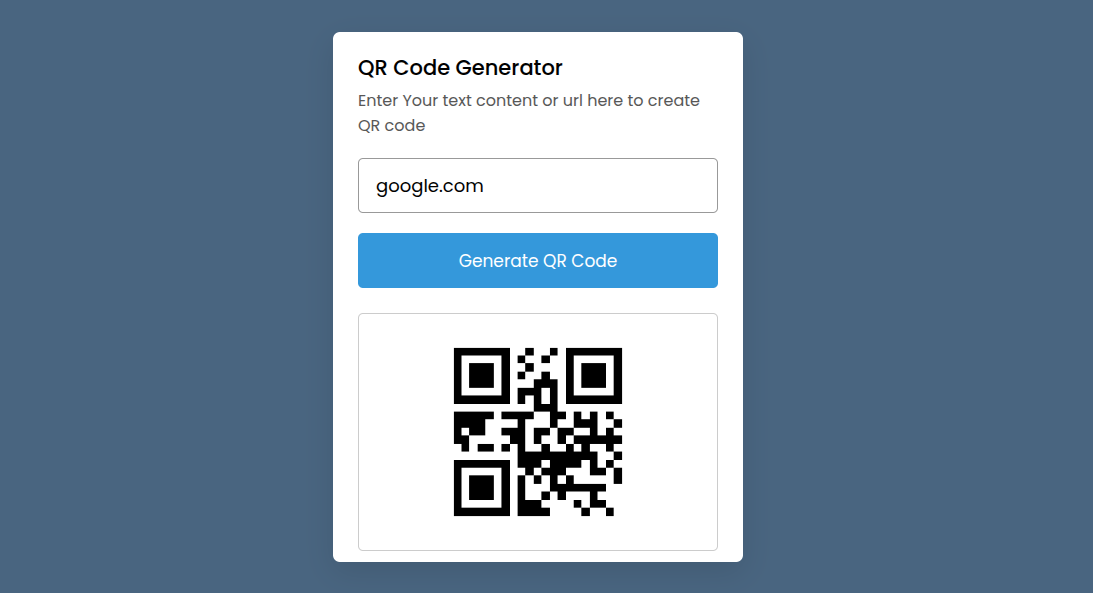 QR Code Generator
Enter Your text content or url here to create
QR code
google.com
Generate QR Code